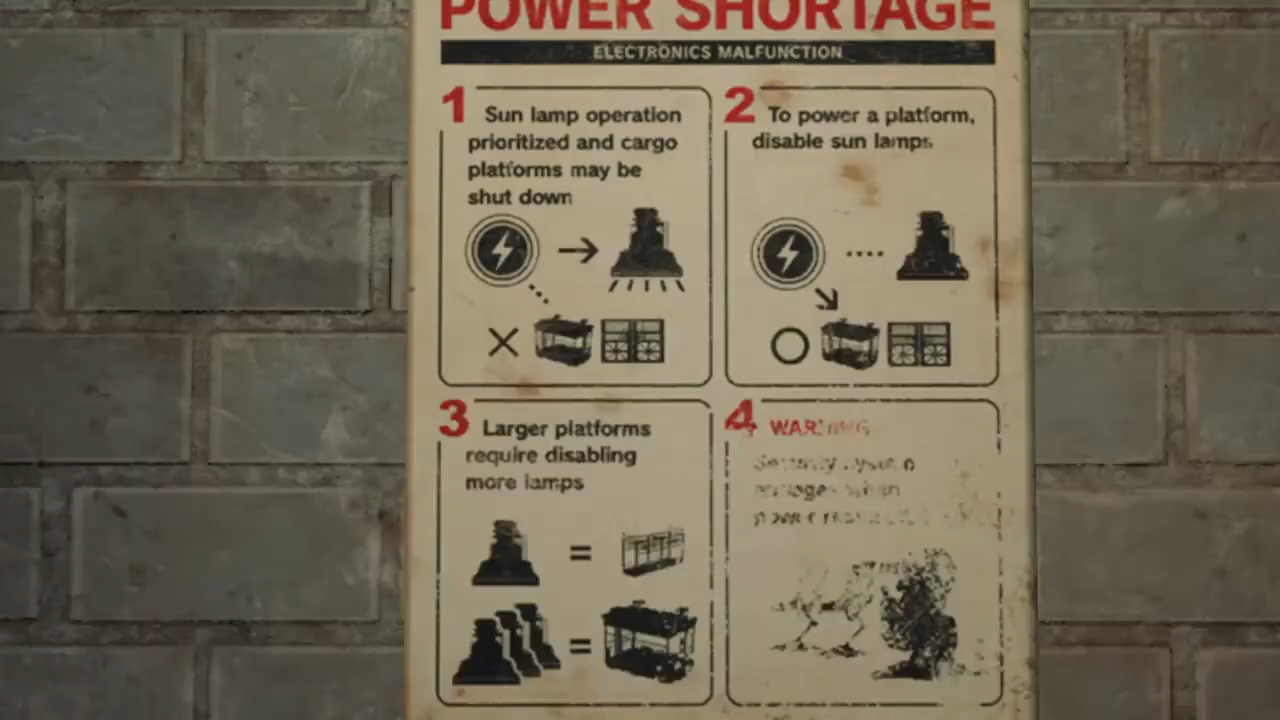 POWER SHORTAGE
ELECTRONICS MALFUNCTION
1 Sun lamp operation
prioritized and cargo
platforms may be
shut down
2 To power a platform,
disable sun lamps
3 Larger platforms
require disabling
more lamps
=
=
4 WARNING